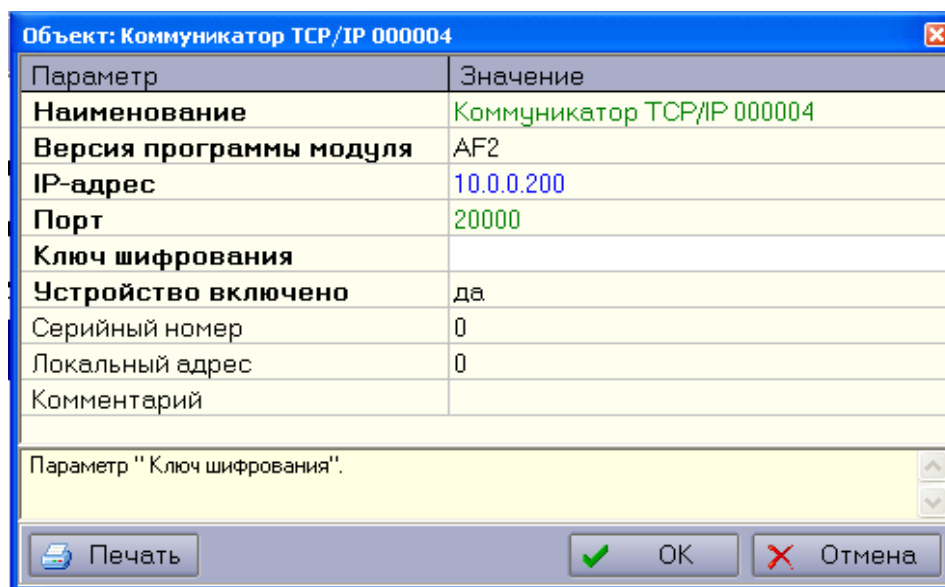 Объект: Коммуникатор TCP/IP 000004
Параметр Значение
Наименование Коммуникатор TCP/IP 000004
Версия программы модуля AF2
IP-адрес 10.0.0.200
Порт 20000
Ключ шифрования
Устройство включено да
Серийный номер 0
Локальный адрес 0
Комментарий
Параметр " Ключ шифрования".
Печать OK Отмена